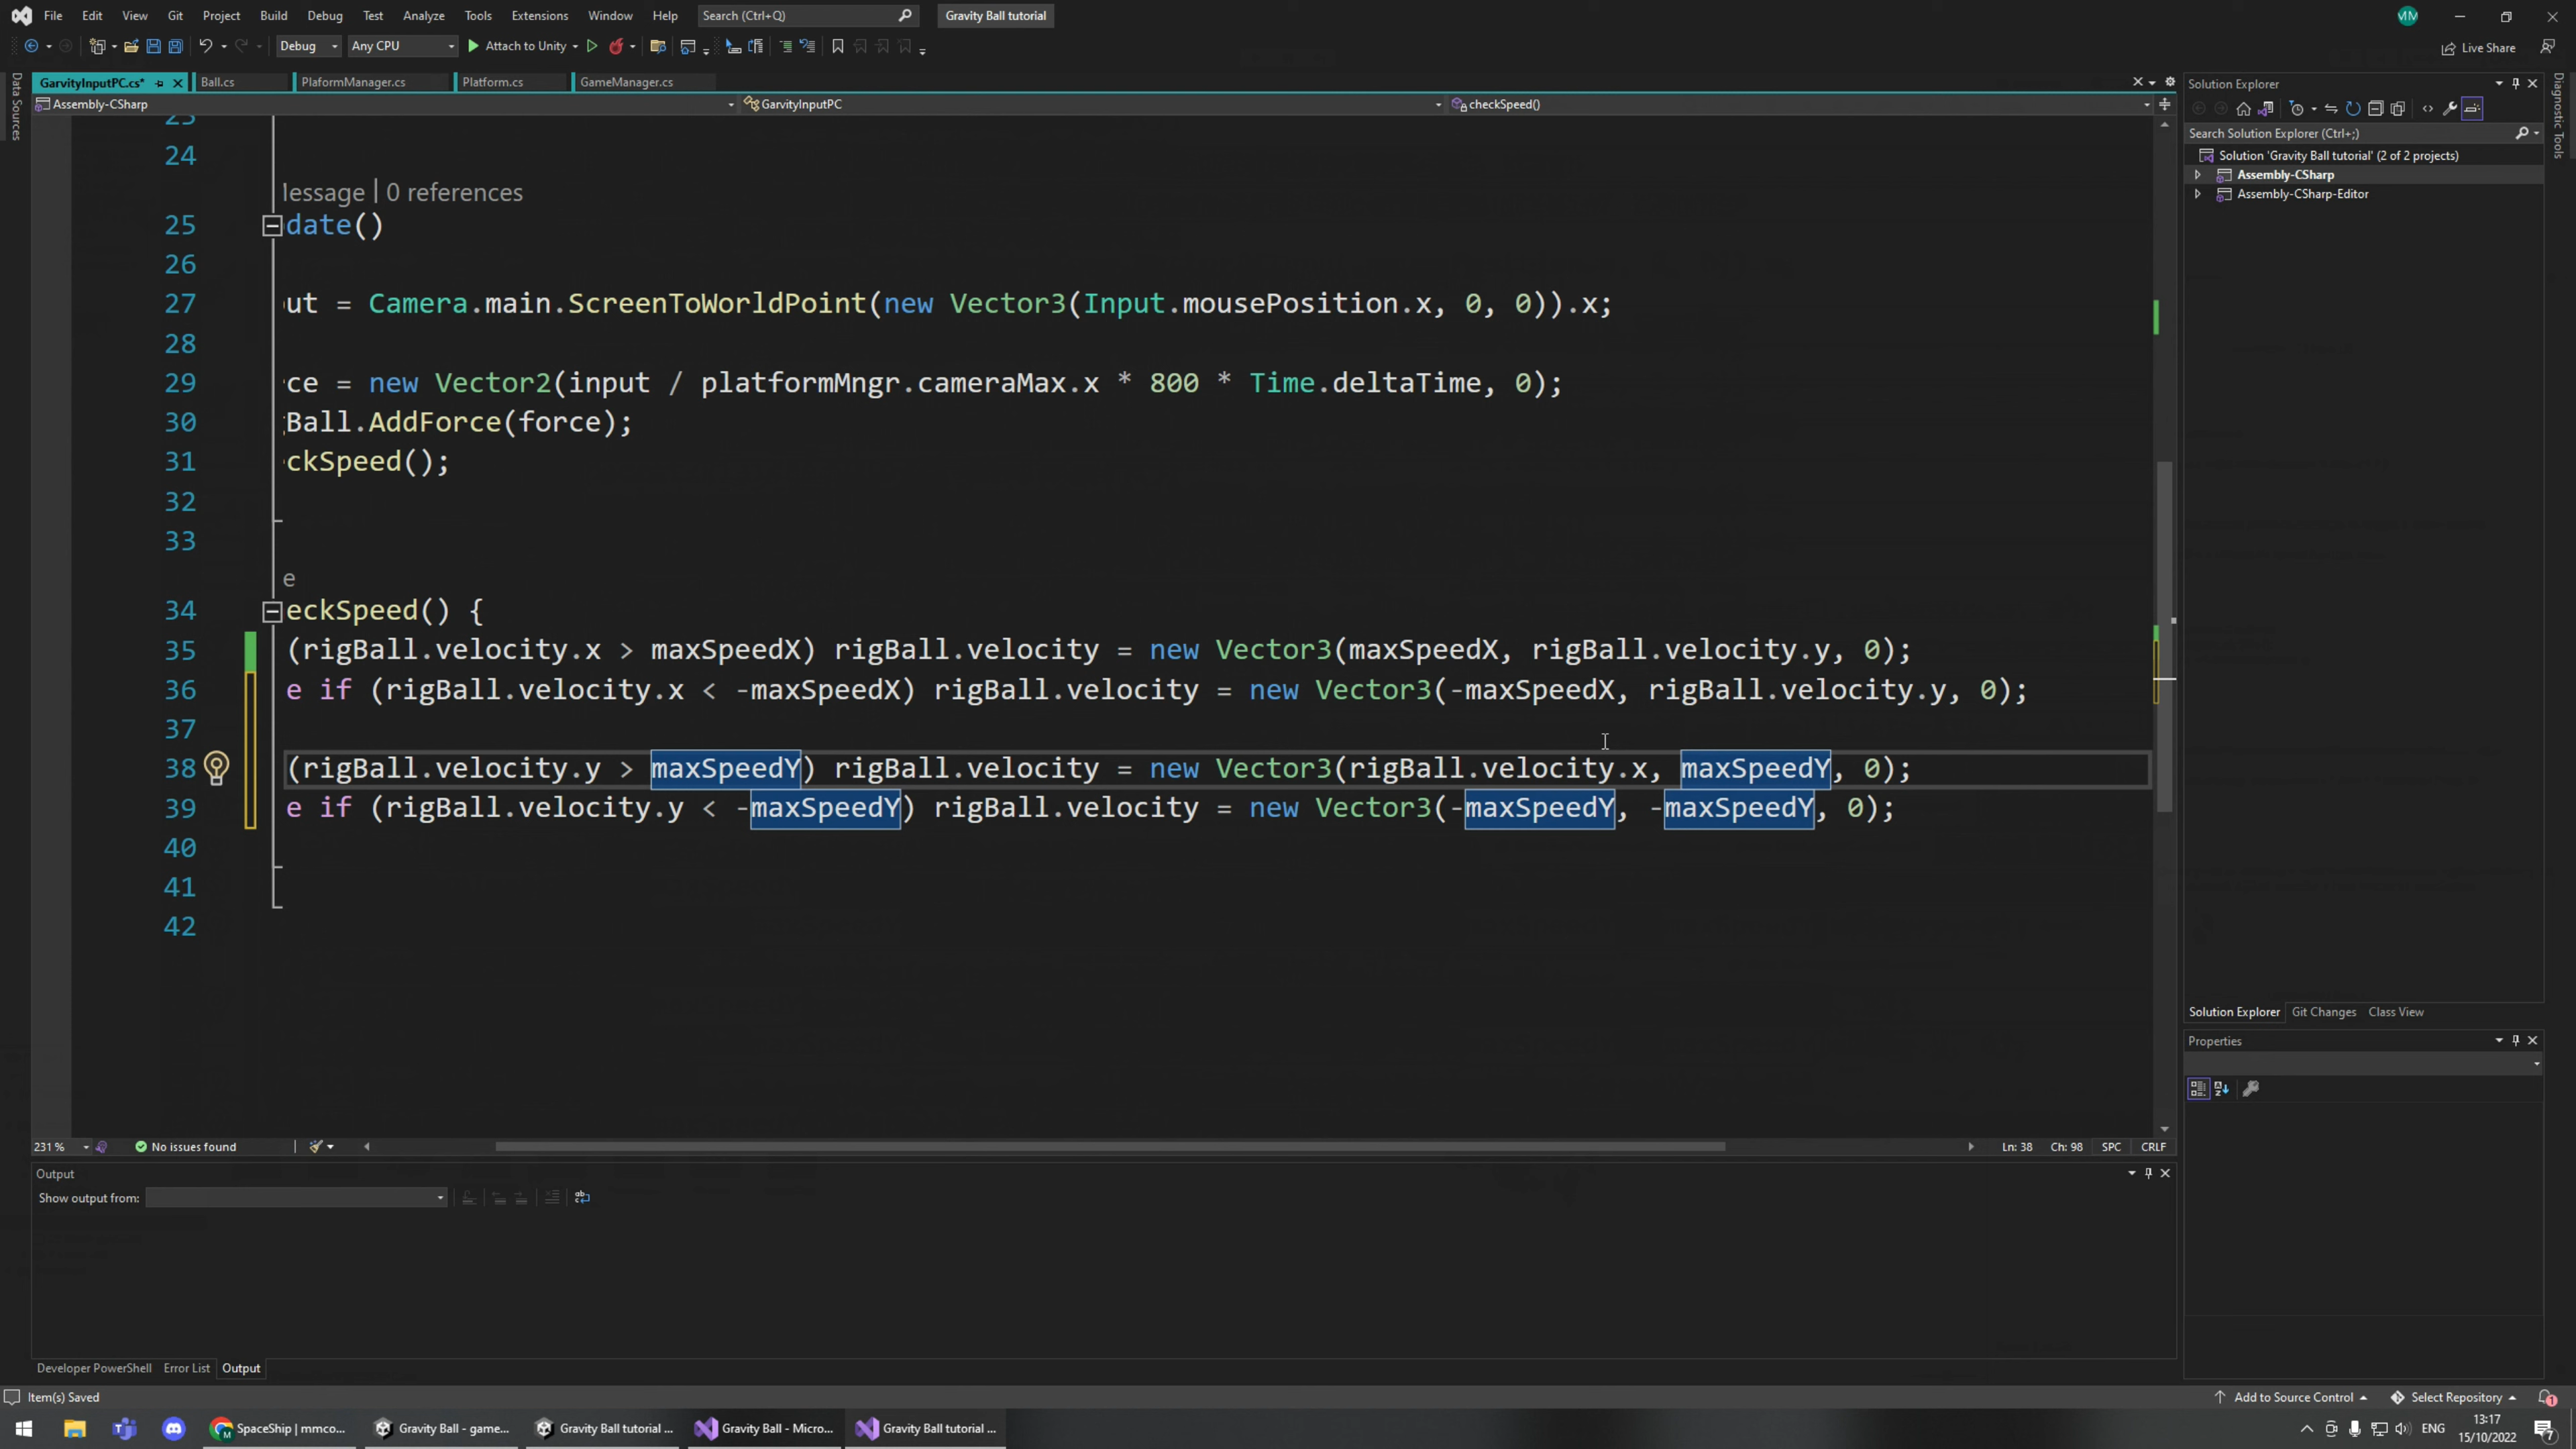 File Edit View Git Project Build Debug Test Analyze Tools Extensions Window Help Search (Ctrl+Q) Gravity Ball tutorial MM
Debug Any CPU Attach to Unity Live Share
GarvityInputPC.cs* Ball.cs PlaformManager.cs Platform.cs GameManager.cs
Assembly-CSharp GarvityInputPC checkSpeed()
Data Sources
23
24
Message | 0 references
25 date()
26
27 ut = Camera.main.ScreenToWorldPoint(new Vector3(Input.mousePosition.x, 0, 0)).x;
28
29 ce = new Vector2(input / platformMngr.cameraMax.x * 800 * Time.deltaTime, 0);
30 Ball.AddForce(force);
31 ckSpeed();
32
33
e
34 eckSpeed() {
35 (rigBall.velocity.x > maxSpeedX) rigBall.velocity = new Vector3(maxSpeedX, rigBall.velocity.y, 0);
36 e if (rigBall.velocity.x < -maxSpeedX) rigBall.velocity = new Vector3(-maxSpeedX, rigBall.velocity.y, 0);
37
38 (rigBall.velocity.y > maxSpeedY) rigBall.velocity = new Vector3(rigBall.velocity.x, maxSpeedY, 0);
39 e if (rigBall.velocity.y < -maxSpeedY) rigBall.velocity = new Vector3(-maxSpeedY, -maxSpeedY, 0);
40
41
42
231 % No issues found Ln: 38 Ch: 98 SPC CRLF
Output
Show output from:
Developer PowerShell Error List Output
Solution Explorer
Search Solution Explorer (Ctrl+;)
Solution 'Gravity Ball tutorial' (2 of 2 projects)
Assembly-CSharp
Assembly-CSharp-Editor
Solution Explorer Git Changes Class View
Properties
Diagnostic Tools
Item(s) Saved Add to Source Control Select Repository 1
SpaceShip | mmco... Gravity Ball - game... Gravity Ball tutorial ... Gravity Ball - Micro... Gravity Ball tutorial ... ENG 13:17
15/10/2022 7